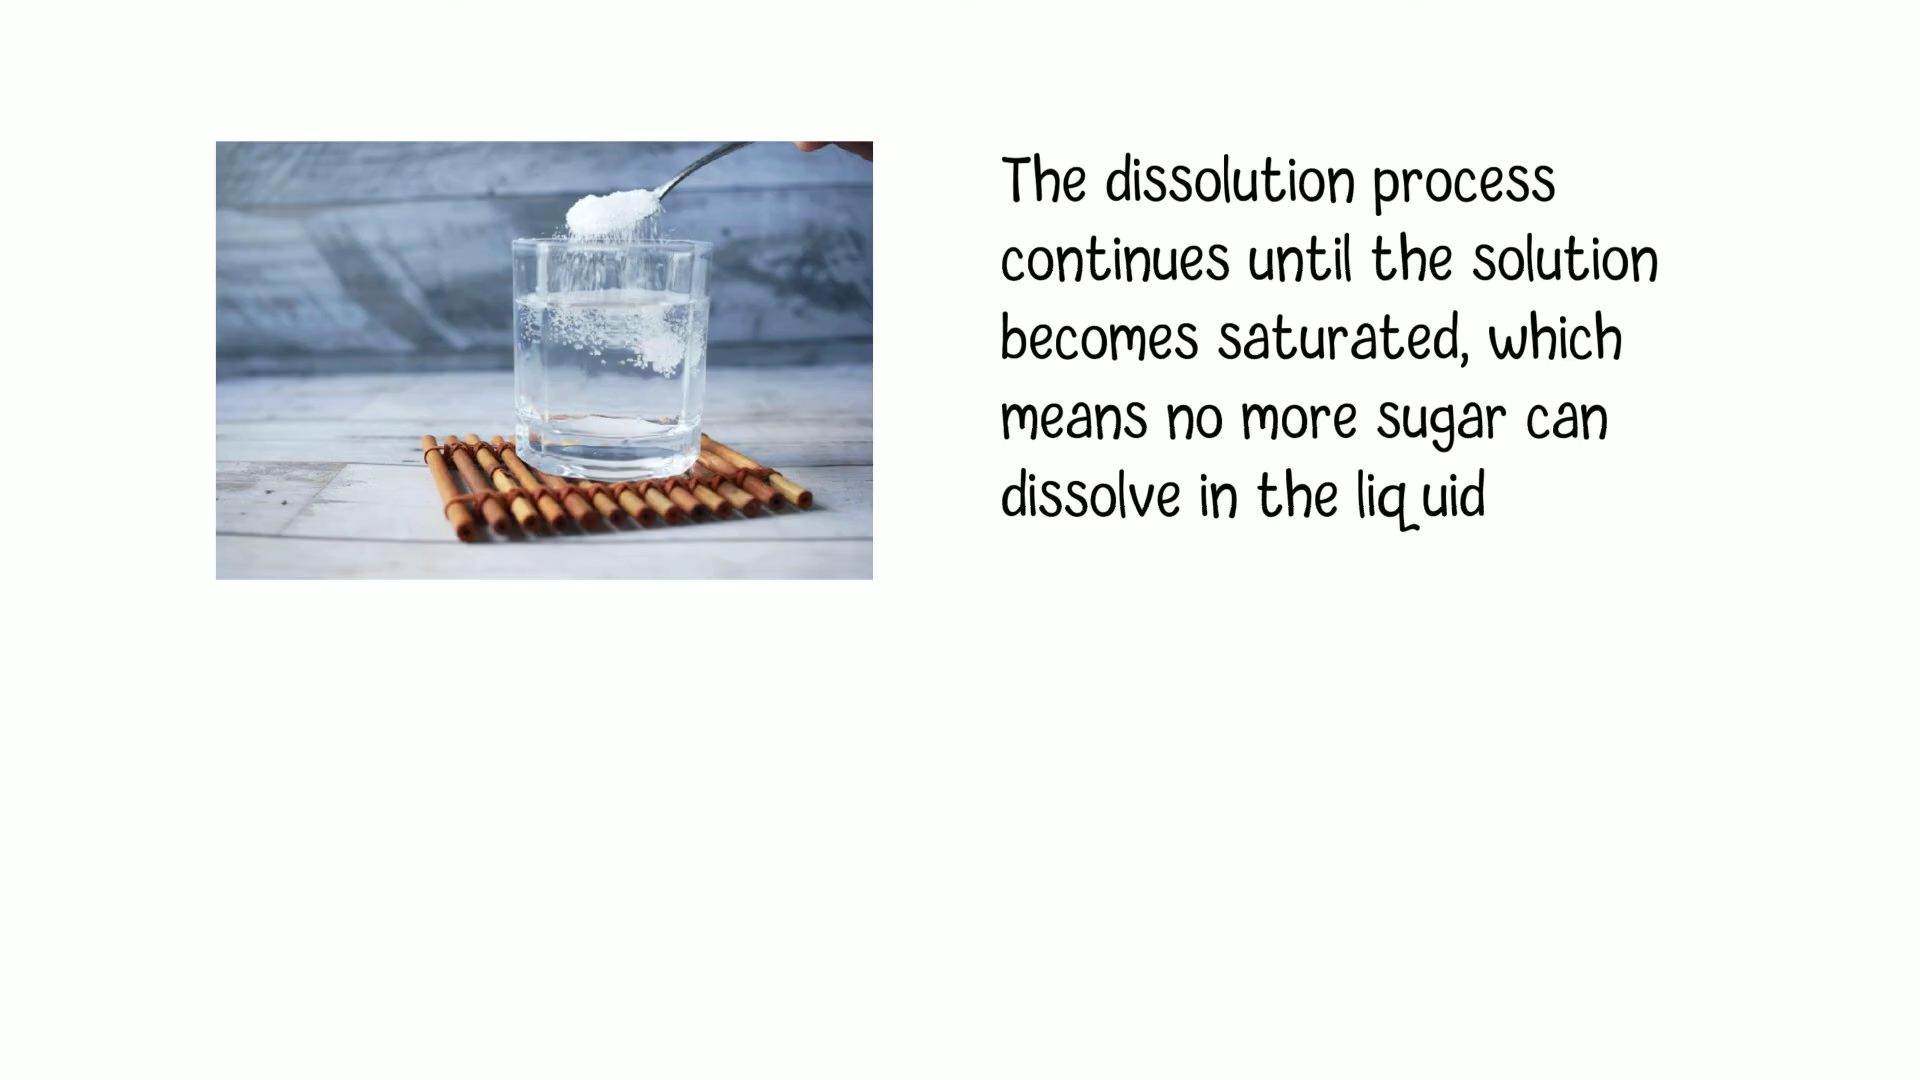 The dissolution process
continues until the solution
becomes saturated, which
means no more sugar can
dissolve in the liquid